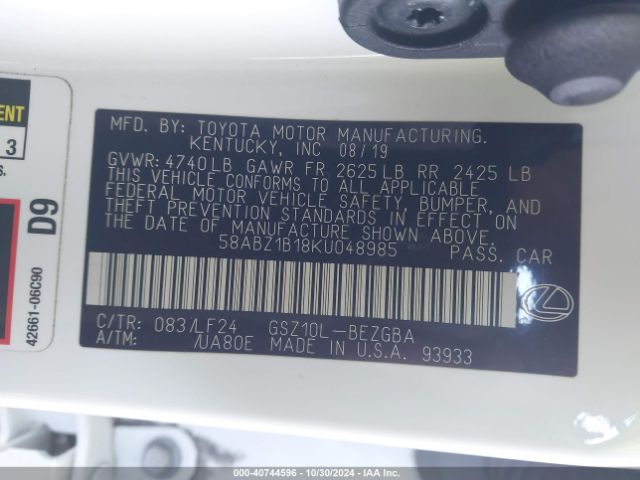 MFD. BY: TOYOTA MOTOR MANUFACTURING.
KENTUCKY, INC 08/19
GVWR: 4740LB GAWR FR 2625LB RR 2425 LB
THIS VEHICLE CONFORMS TO ALL APPLICABLE
FEDERAL MOTOR VEHICLE SAFETY, BUMPER, AND
THEFT PREVENTION STANDARDS IN EFFECT ON
THE DATE OF MANUFACTURE SHOWN ABOVE.
58ABZ1B18KU048985 PASS. CAR
C/TR: 083/LF24 GSZ10L-BEZGBA
A/TM: /UA80E MADE IN U.S.A. 93933
3
D9
42661-06C90
000-40744596 - 10/30/2024 - IAA Inc.